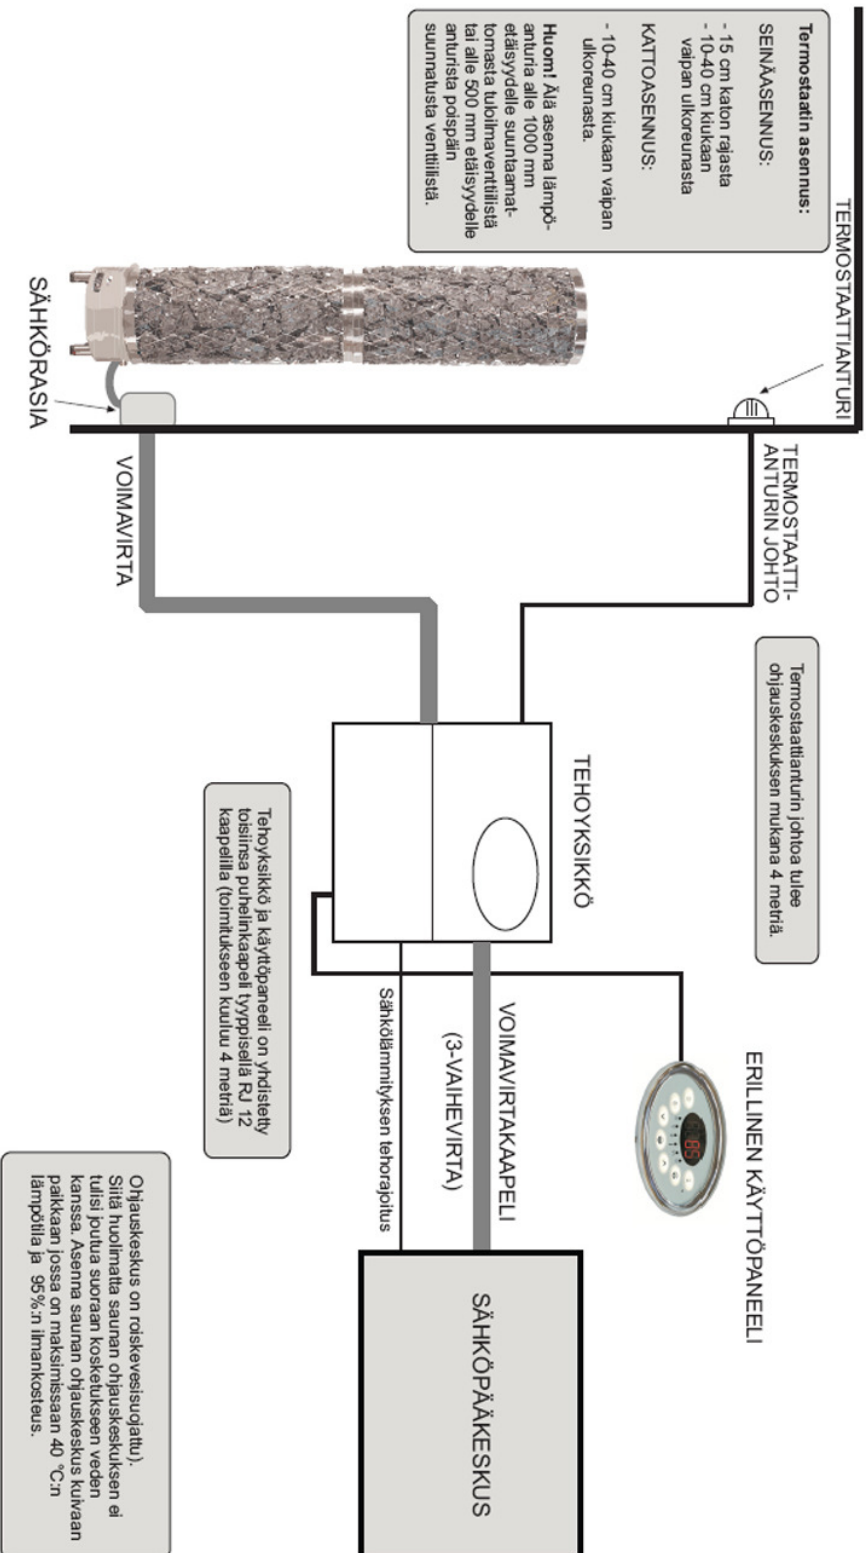 Termostaatin asennus:
SEINÄASENNUS:
- 15 cm katon rajasta
- 10-40 cm kiukaan
vaipan ulkoreunasta
KATTOASENNUS:
- 10-40 cm kiukaan vaipan
ulkoreunasta.
Huom! Älä asenna lämpö-
anturia alle 1000 mm
etäisyydelle suuntaamat-
tomasta tuloilmaventtiilistä
tai alle 500 mm etäisyydelle
anturista poispäin
suunnatusta venttiilistä.
TERMOSTAATTIANTURI
TERMOSTAATTI-
ANTURIN JOHTO
Termostaattianturin johtoa tulee
ohjauskeskuksen mukana 4 metriä.
ERILLINEN KÄYTTÖPANEELI
85
TEHOYKSIKKÖ
VOIMAVIRTAKAAPELI
(3-VAIHEVIRTA)
Sähkölämmityksen tehorajoitus
SÄHKÖPÄÄKESKUS
SÄHKÖRASIA
VOIMAVIRTA
Tehoyksikkö ja käyttöpaneeli on yhdistetty
toisiinsa puhelinkaapeli tyyppisellä RJ 12
kaapelilla (toimitukseen kuuluu 4 metriä)
Ohjauskeskus on roiskevesisuojattu).
Siitä huolimatta saunan ohjauskeskuksen ei
tulisi joutua suoraan kosketukseen veden
kanssa. Asenna saunan ohjauskeskus kuivaan
paikkaan jossa on maksimissaan 40 °C:n
lämpötila ja 95%:n ilmankosteus.